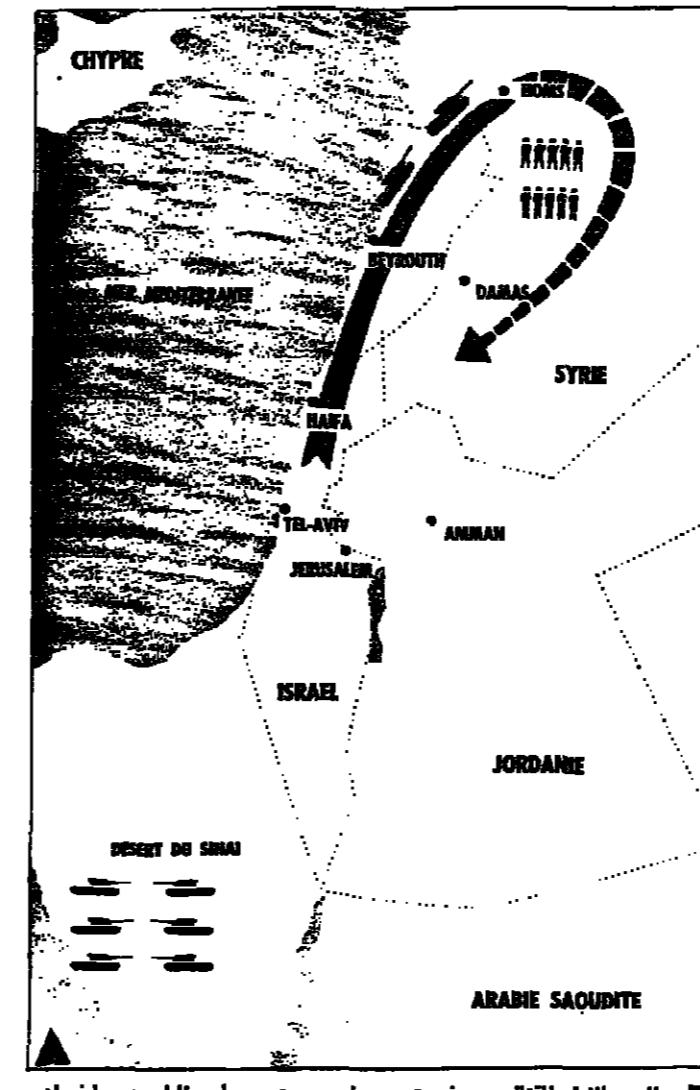 CHYPRE
HOMS
BEYROUTH
MER MEDITERRANEE
DAMAS
SYRIE
HAIFA
TEL-AVIV
AMMAN
JERUSALEM
ISRAEL
JORDANIE
DESERT DU SINAI
ARABIE SAOUDITE